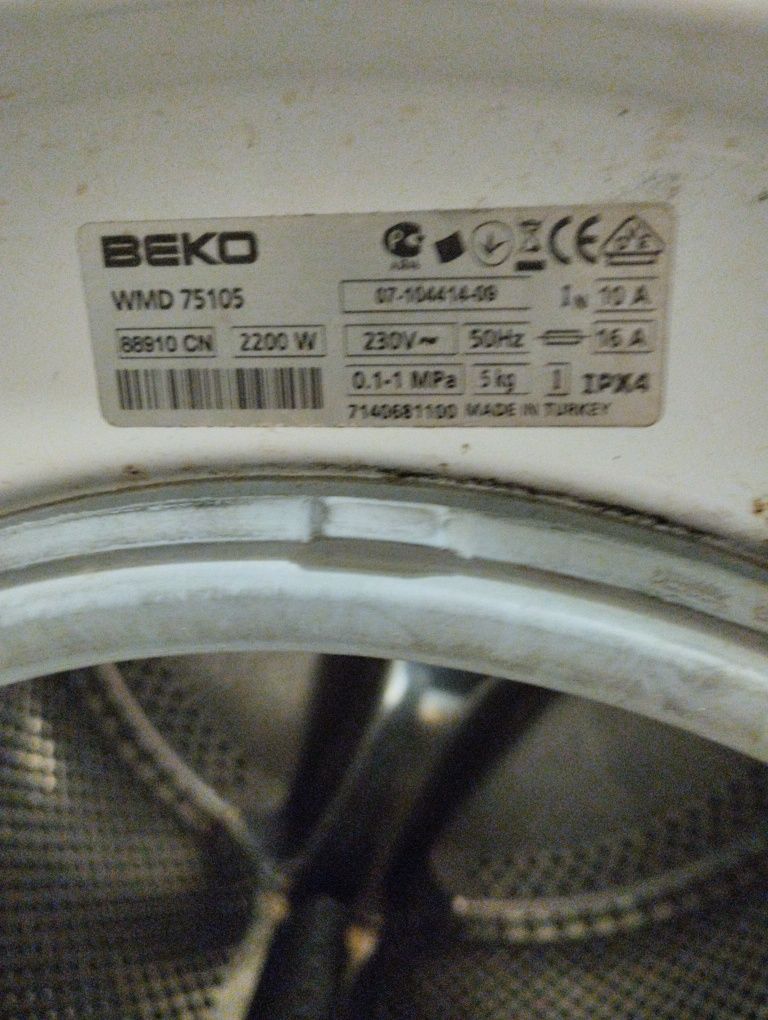 BEKO
WMD 75105
07-104414-09
10 A
88910 CN
2200 W
230V~
50Hz
16 A
0.1-1 MPa
5 kg
I
IPX4
7140681100 MADE IN TURKEY